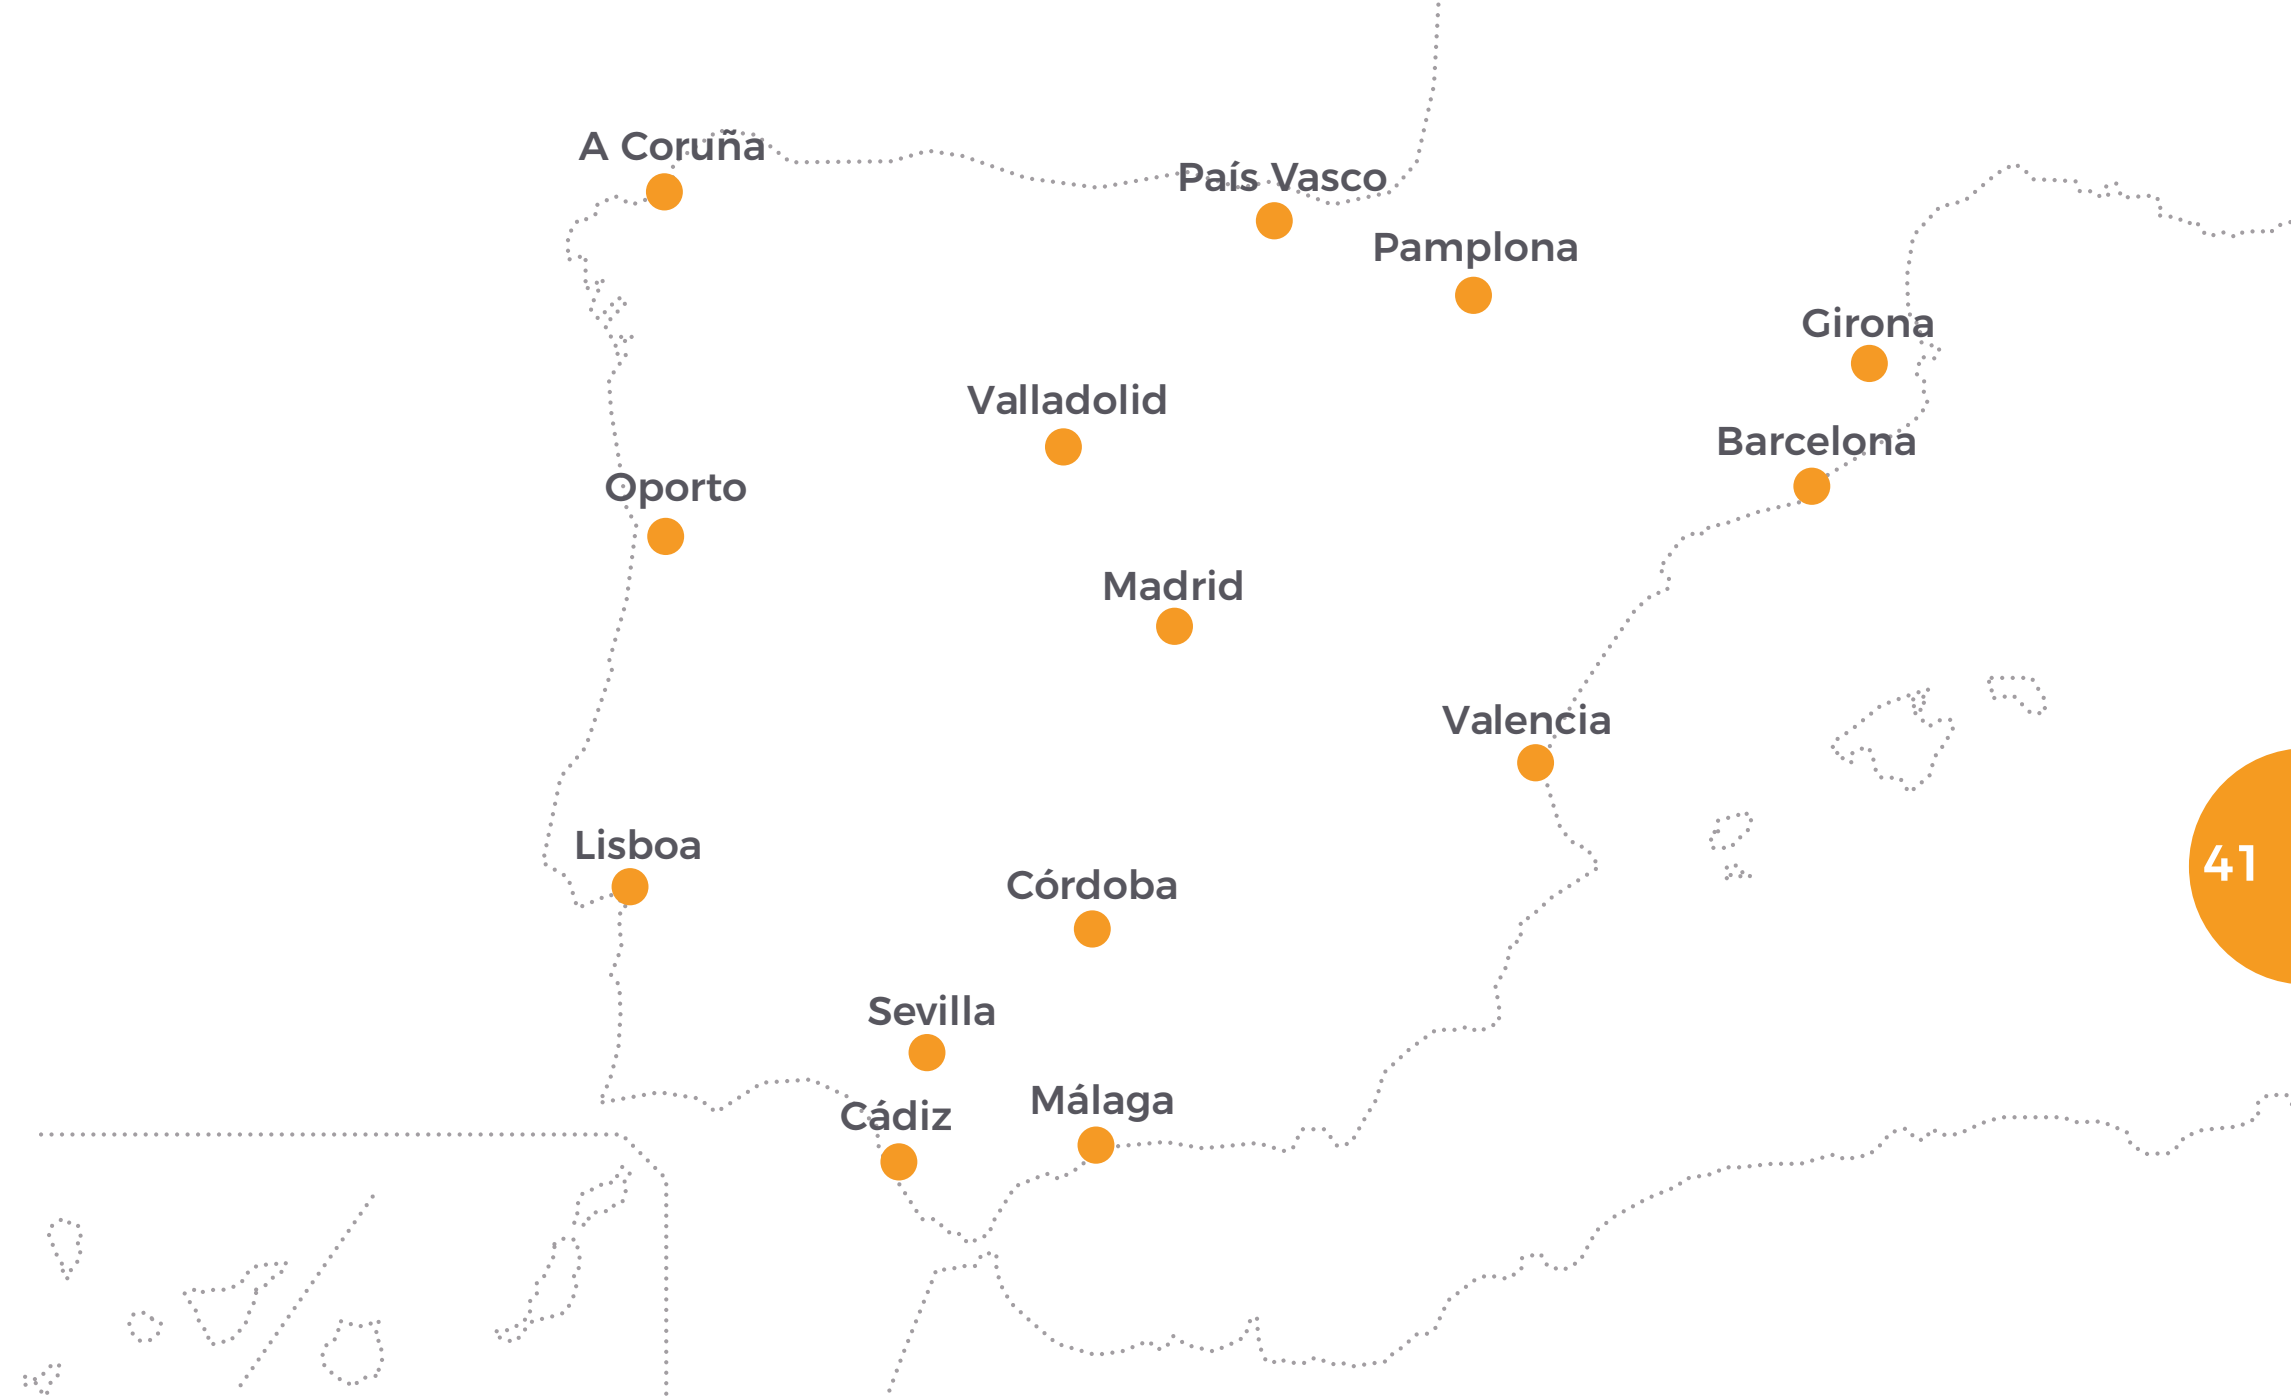 A Coruña
País Vasco
Pamplona
Girona
Valladolid
Barcelona
Oporto
Madrid
Valencia
Lisboa
41
Córdoba
Sevilla
Málaga
Cádiz